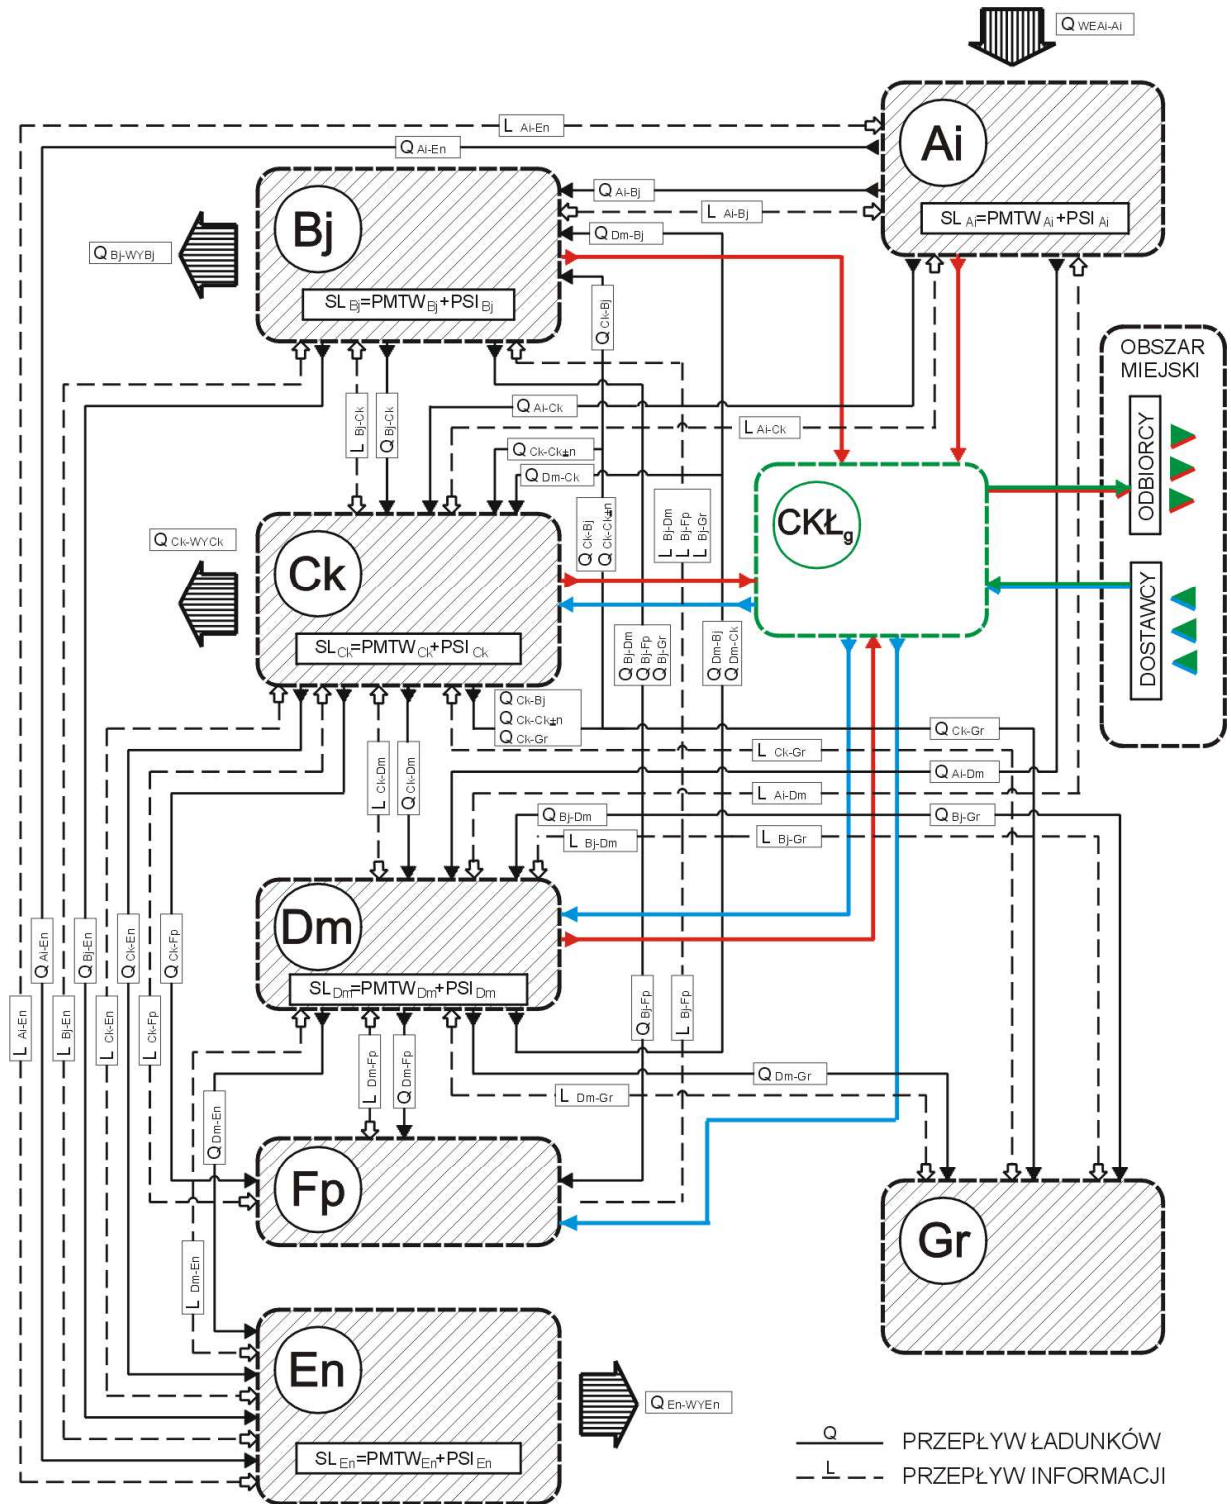 Q WEAi-Ai
Ai
SL Ai=PMTW Ai+PSI Ai
L Ai-En
Q Ai-En
Q Ai-Bj
L Ai-Bj
Q Dm-Bj
Bj
SL Bj=PMTW Bj+PSI Bj
Q Bj-WYBj
Q Ck-Bj
L Bj-Ck
Q Bj-Ck
Q Ai-Ck
L Ai-Ck
Q Ck-Ck±n
Q Dm-Ck
OBSZAR
MIEJSKI
ODBIORCY
DOSTAWCY
CKŁg
Q Ck-WYCk
Ck
SL Ck=PMTW Ck+PSI Ck
Q Ck-Bj
Q Ck-Ck±n
L Bj-Dm
L Bj-Fp
L Bj-Gr
Q Bj-Dm
Q Bj-Fp
Q Bj-Gr
Q Dm-Bj
Q Dm-Ck
Q Ck-Bj
Q Ck-Ck±n
Q Ck-Gr
Q Ck-Gr
L Ck-Gr
L Ck-Dm
Q Ck-Dm
Q Ai-Dm
L Ai-Dm
Q Bj-Dm
L Bj-Dm
Q Bj-Gr
L Bj-Gr
Dm
SL Dm=PMTW Dm+PSI Dm
Q Ai-En
Q Bj-En
Q Ck-En
Q Ck-Fp
L Ai-En
L Bj-En
L Ck-En
L Ck-Fp
Q Bj-Fp
L Bj-Fp
L Dm-Fp
Q Dm-Fp
Q Dm-Gr
L Dm-Gr
Q Dm-En
Fp
Gr
L Dm-En
En
SL En=PMTW En+PSI En
Q En-WYEn
Q PRZEPŁYW ŁADUNKÓW
L PRZEPŁYW INFORMACJI